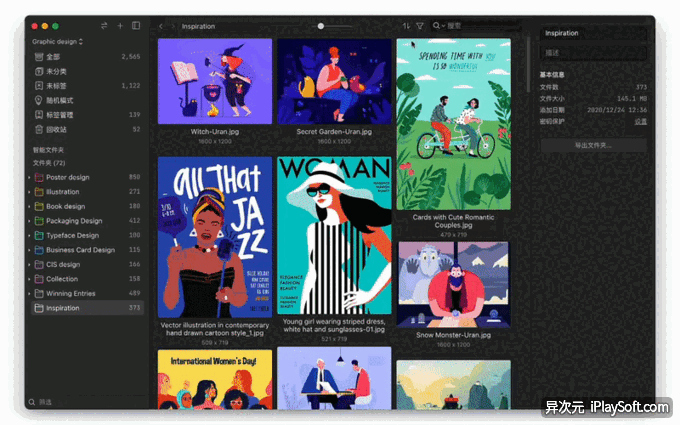 Graphic design
Inspiration
搜索
全部 2,565
未分类
未标签 1,123
随机模式
标签管理 139
回收站 92
智能文件夹
文件夹 (72)
Poster design 890
Illustration 271
Book design 180
Packaging Design 412
Typeface Design 100
Business Card Design 115
CIS design 164
Collection 158
Winning Entries 489
Inspiration 373
筛选
Witch-Uran.jpg
1600 x 1200
Secret Garden-Uran.jpg
1600 x 1200
SPENDING TIME WITH YOU
IS SO WONDERFUL
Cards with Cute Romantic
Couples.jpg
479 x 719
all That
JAZZ
Vector illustration in contemporary
hand drawn cartoon style_1.jpg
509 x 719
WOMAN
Young girl wearing striped dress,
white hat and sunglasses-01.jpg
521 x 719
Snow Monster-Uran.jpg
1600 x 1200
International Women's Day!
Inspiration
描述
基本信息
文件数 373
文件大小 145.1 MB
添加日期 2020/12/24 12:36
密码保护 设置
导出文件夹...
异次元 iPlaySoft.com